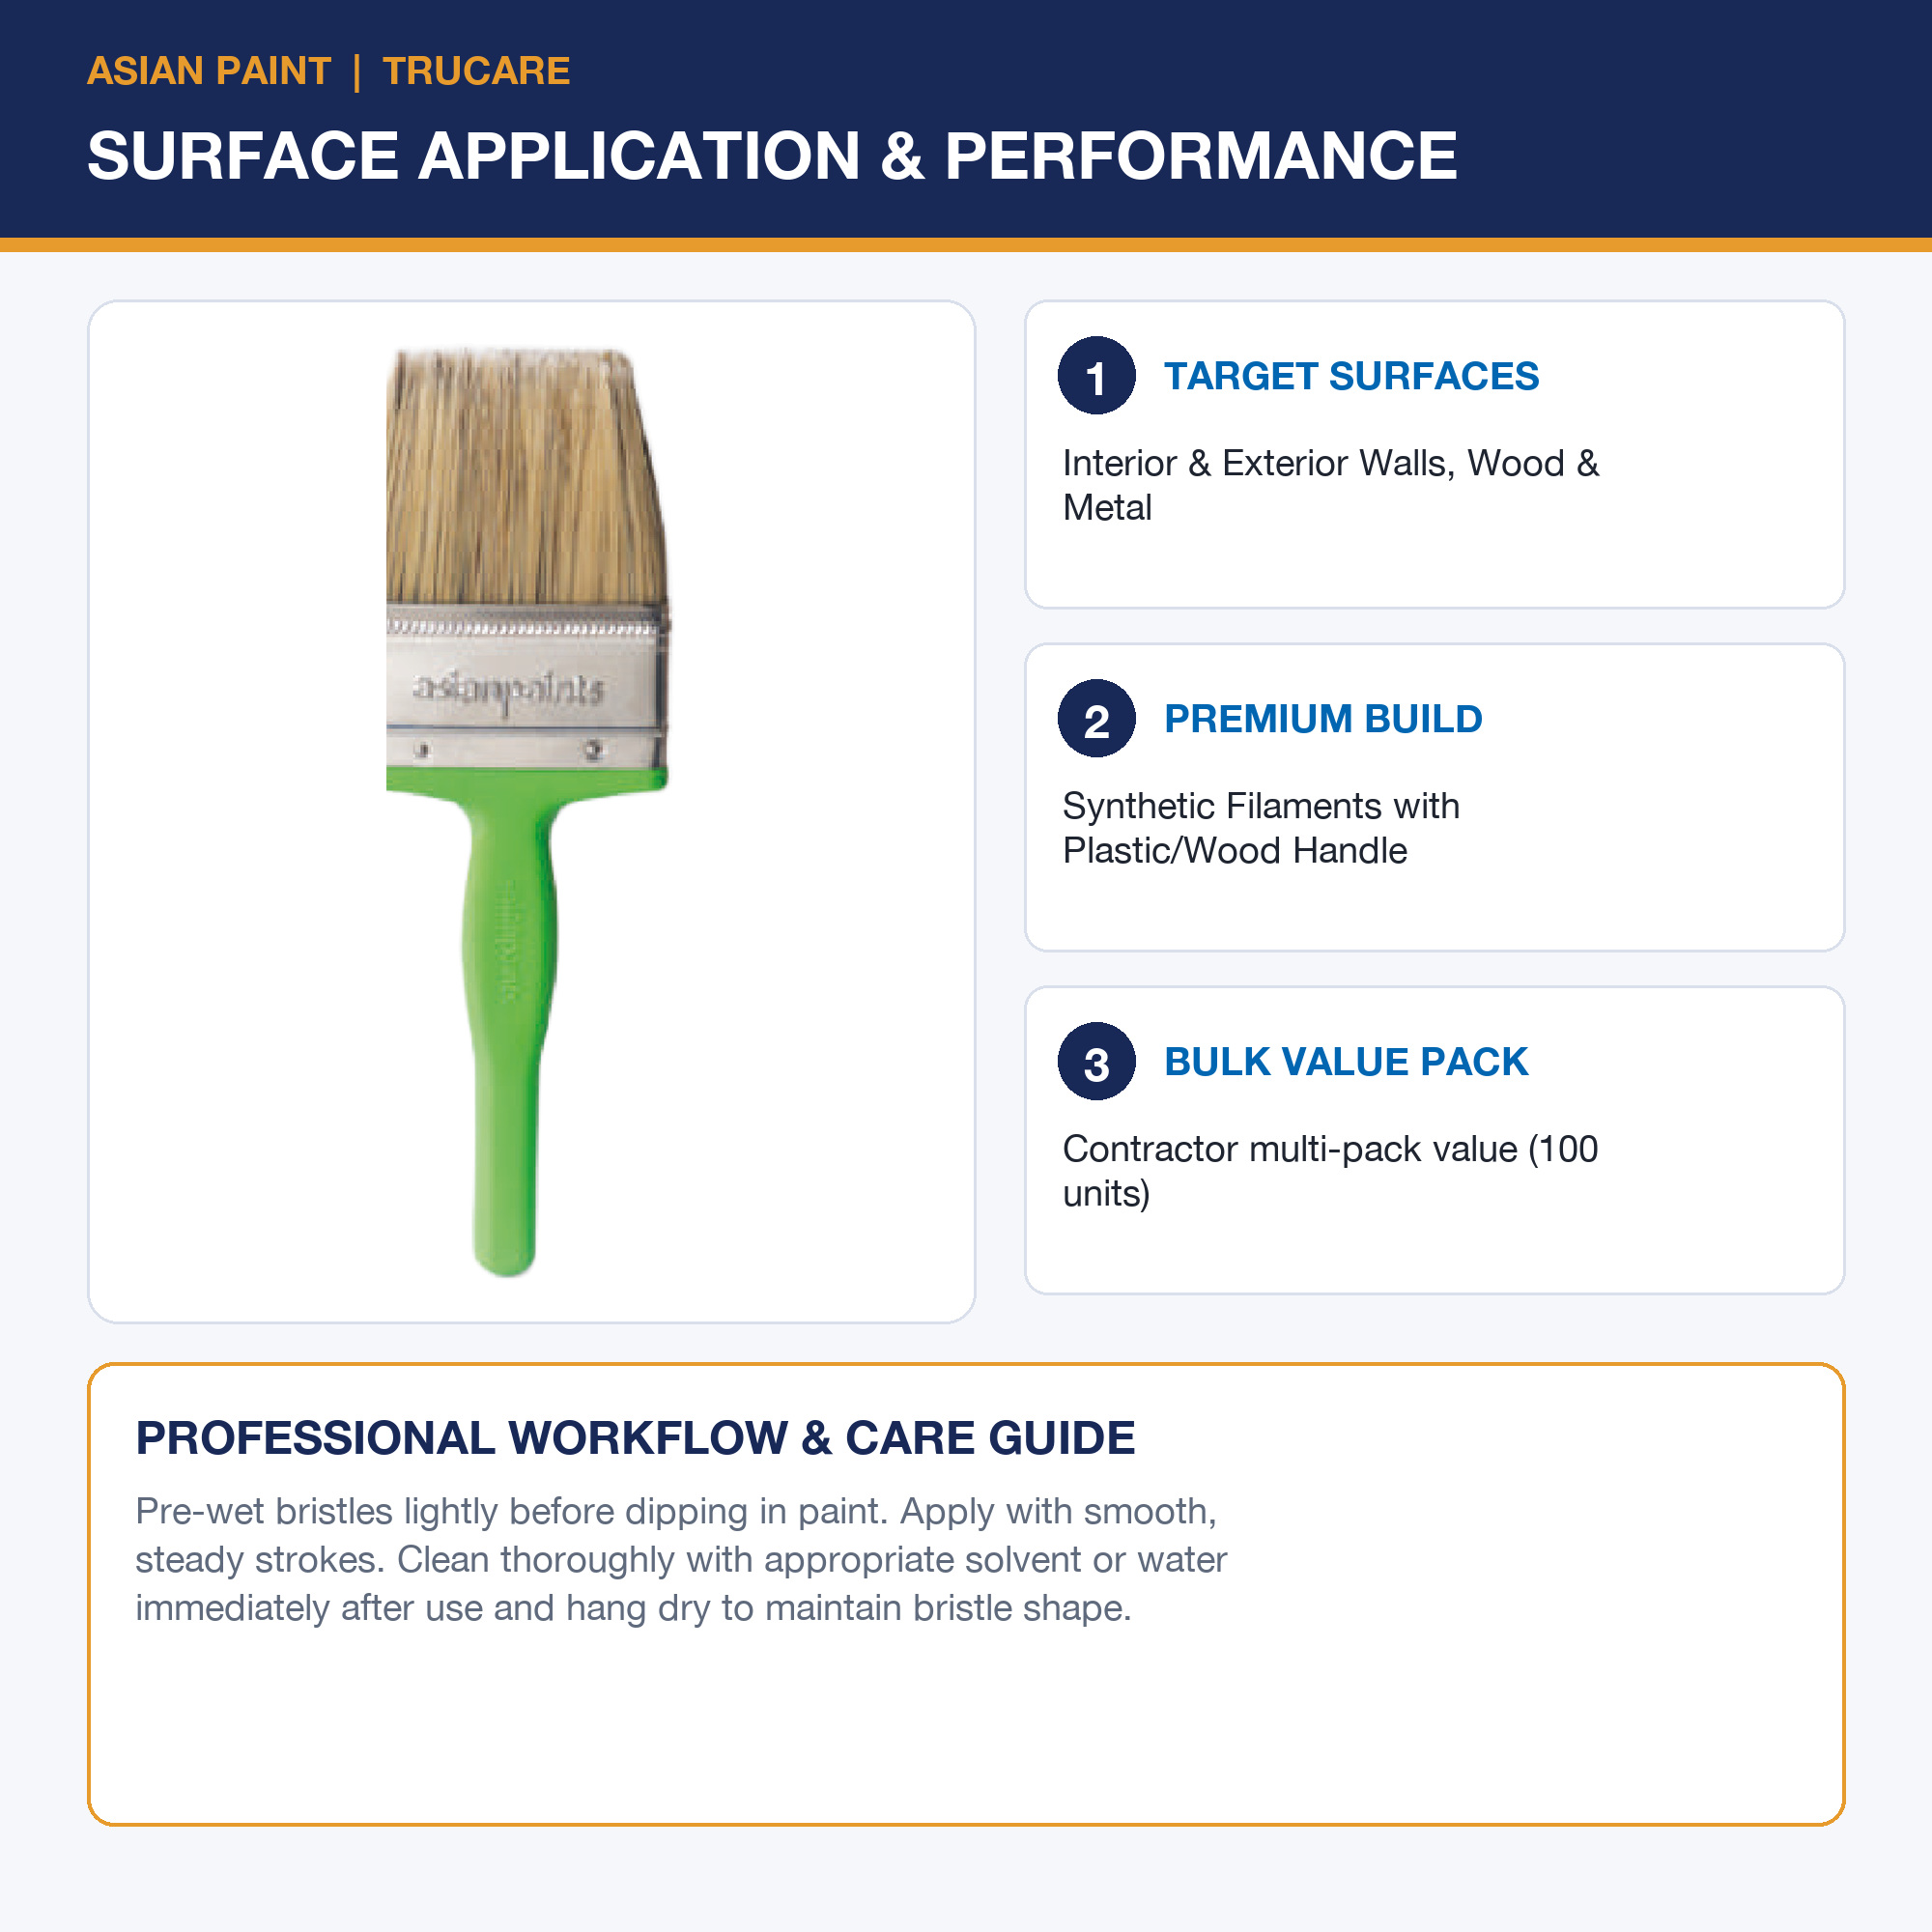 ASIAN PAINT | TRUCARE
SURFACE APPLICATION & PERFORMANCE
asianpaints
asianpaints
1 TARGET SURFACES
Interior & Exterior Walls, Wood &
Metal
2 PREMIUM BUILD
Synthetic Filaments with
Plastic/Wood Handle
3 BULK VALUE PACK
Contractor multi-pack value (100
units)
PROFESSIONAL WORKFLOW & CARE GUIDE
Pre-wet bristles lightly before dipping in paint. Apply with smooth,
steady strokes. Clean thoroughly with appropriate solvent or water
immediately after use and hang dry to maintain bristle shape.